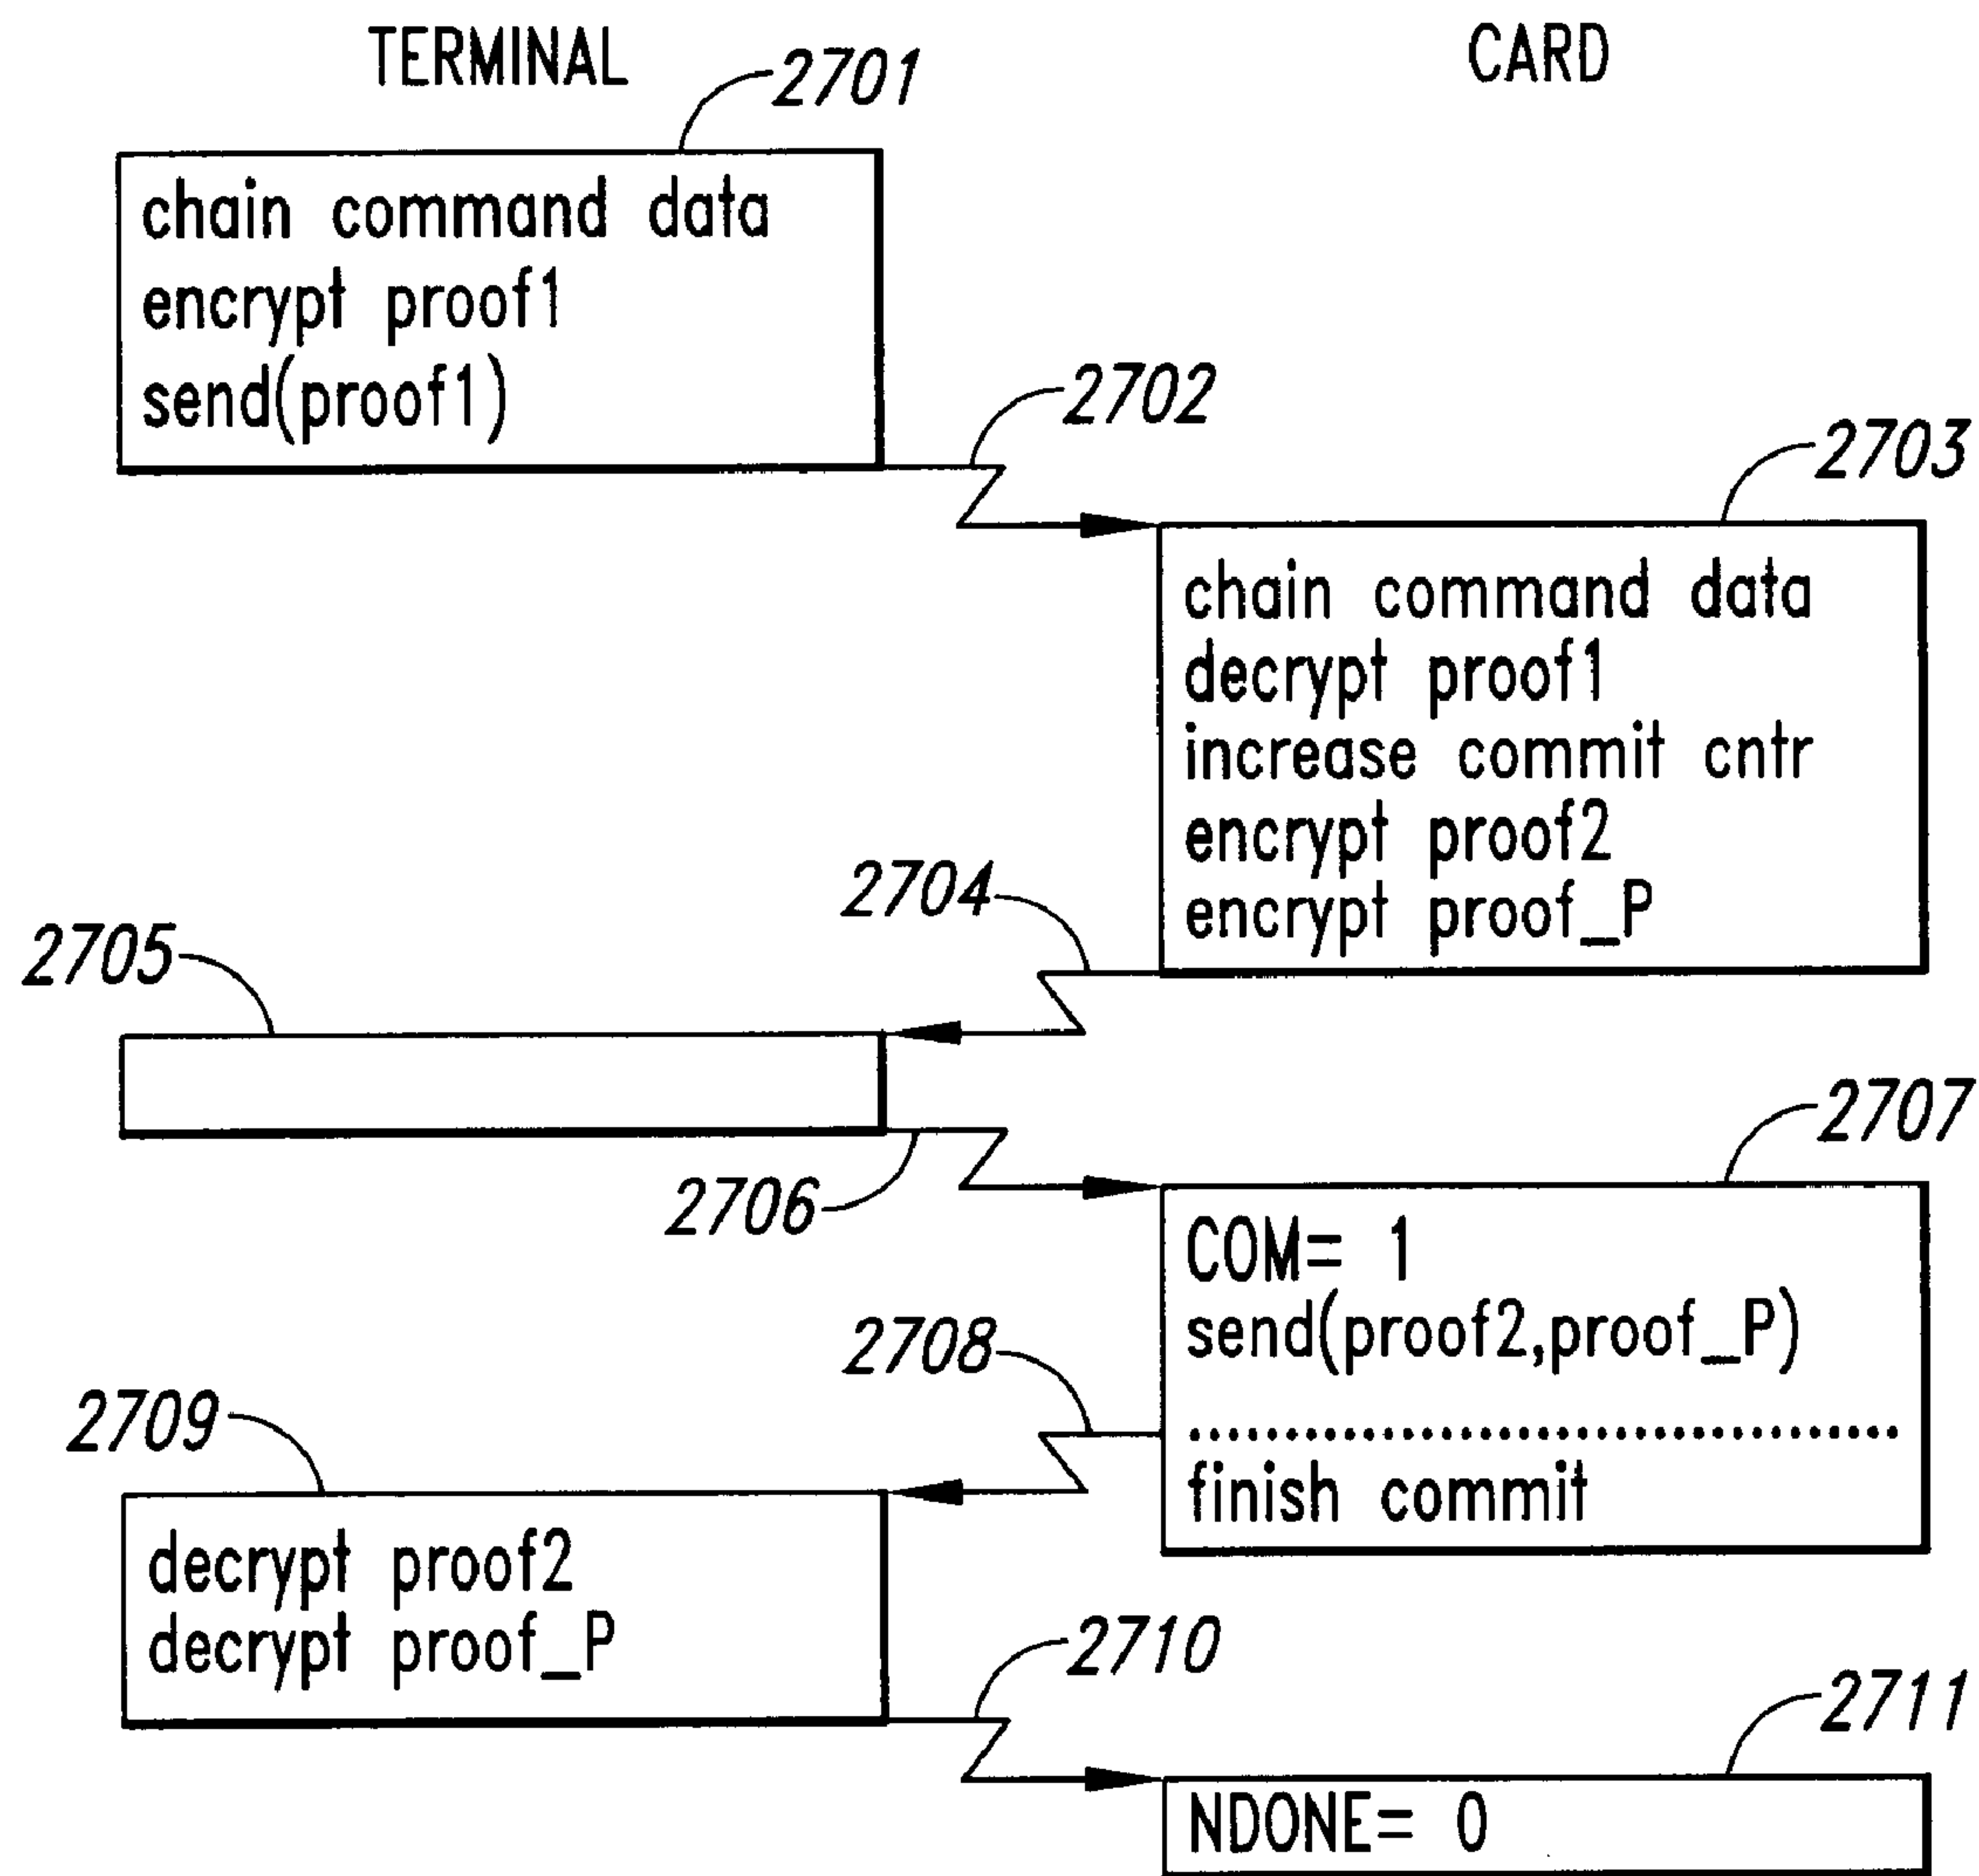 TERMINAL
CARD
2701
chain command data
encrypt proof1
send(proof1)
2702
2703
chain command data
decrypt proof1
increase commit cntr
encrypt proof2
encrypt proof_P
2704
2705
2706
2707
COM= 1
send(proof2,proof_P)
finish commit
2708
2709
decrypt proof2
decrypt proof_P
2710
2711
NDONE= 0